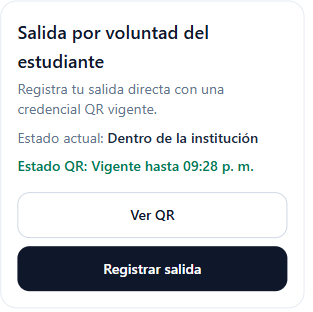 Salida por voluntad del
estudiante
Registra tu salida directa con una
credencial QR vigente.
Estado actual: Dentro de la institución
Estado QR: Vigente hasta 09:28 p. m.
Ver QR
Registrar salida